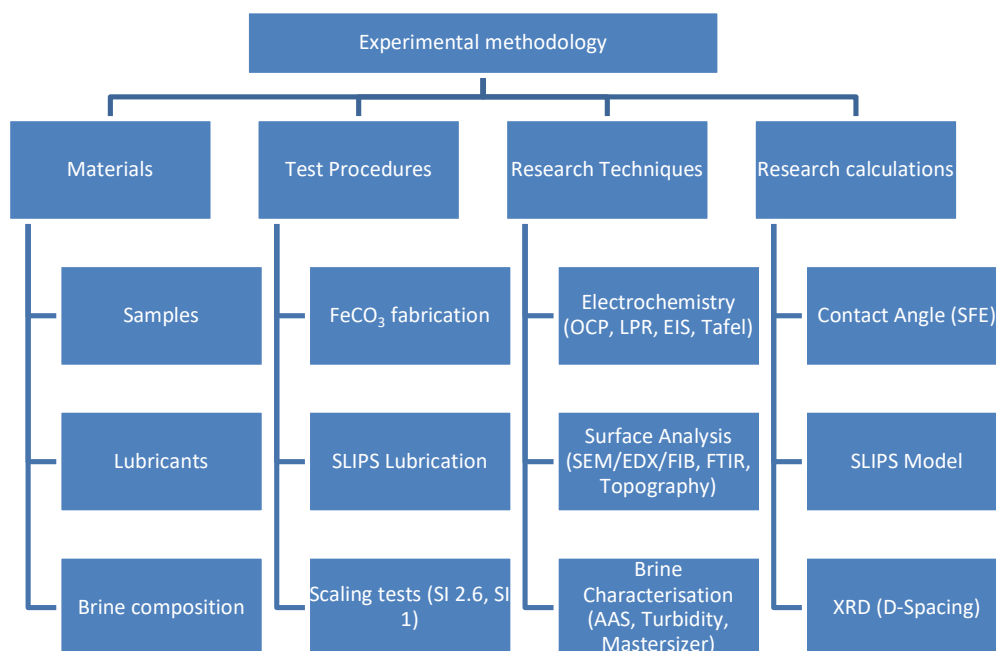 Experimental methodology
Materials
Test Procedures
Research Techniques
Research calculations
Samples
FeCO₃ fabrication
Electrochemistry
(OCP, LPR, EIS, Tafel)
Contact Angle (SFE)
Lubricants
SLIPS Lubrication
Surface Analysis
(SEM/EDX/FIB, FTIR,
Topography)
SLIPS Model
Brine composition
Scaling tests (SI 2.6, SI
1)
Brine
Characterisation
(AAS, Turbidity,
Mastersizer)
XRD (D-Spacing)